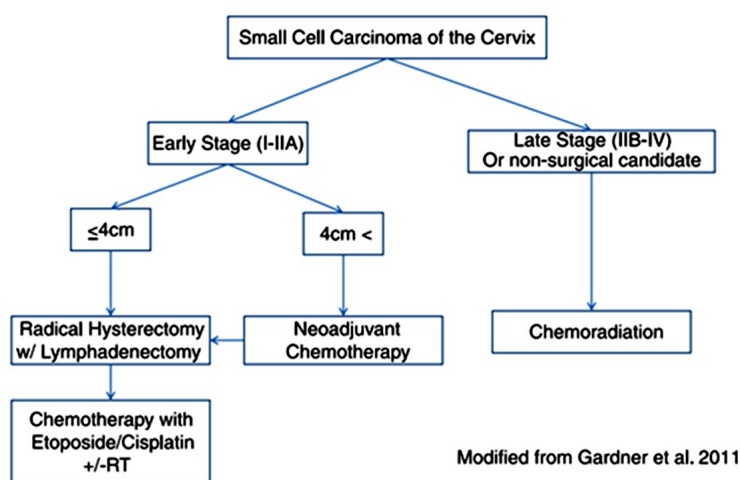 Small Cell Carcinoma of the Cervix
Early Stage (I-IIA)
Late Stage (IIB-IV)
Or non-surgical candidate
≤4cm
4cm <
Radical Hysterectomy
w/ Lymphadenectomy
Neoadjuvant
Chemotherapy
Chemoradiation
Chemotherapy with
Etoposide/Cisplatin
+/-RT
Modified from Gardner et al. 2011